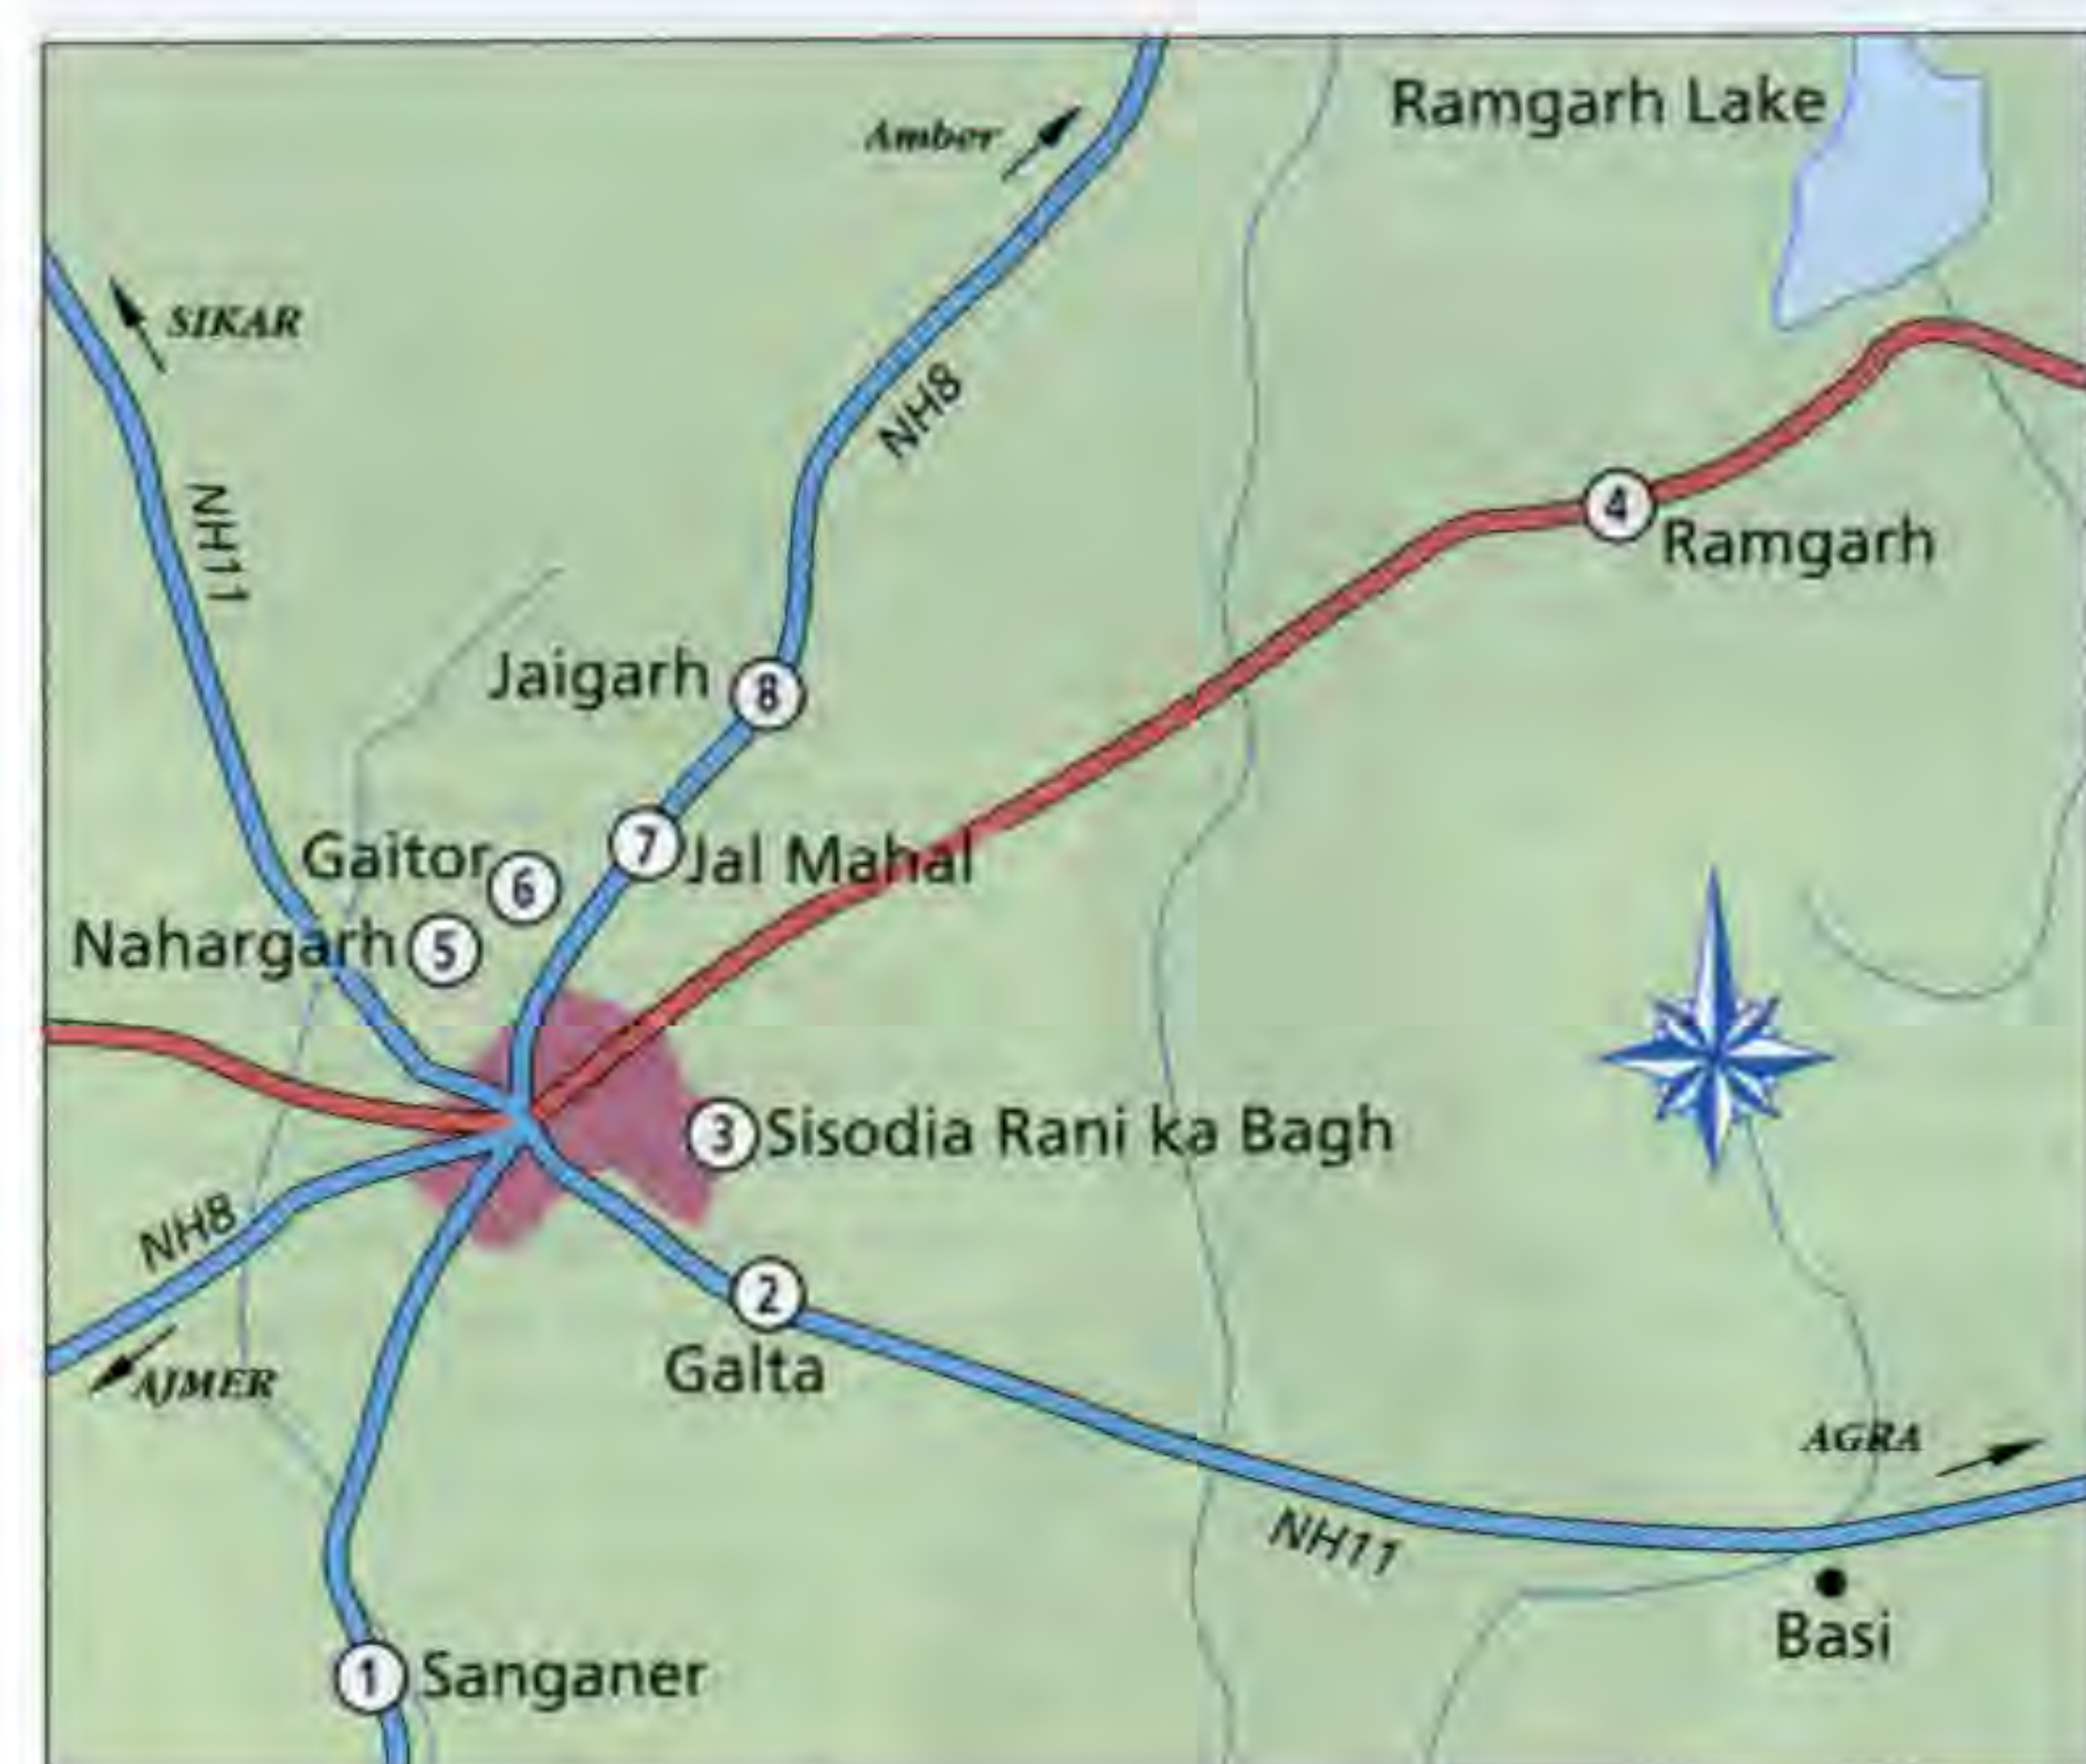 Ramgarh Lake
Amber
SIKAR
NH8
NH11
4
Ramgarh
Jaigarh
8
Gaitor
6
7
Jal Mahal
Nahargarh
5
3
Sisodia Rani ka Bagh
NH8
2
Galta
AJMER
AGRA
NH11
Basi
1
Sanganer